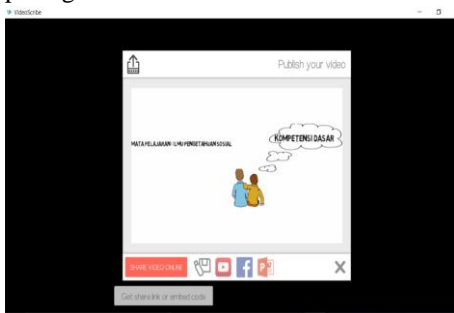 VideoScribe
Publish your video
MATA PELAJARAN : ILMU PENGETAHUAN SOSIAL
KOMPETENSI DASAR
SHARE VIDEO ONLINE
Get share link or embed code